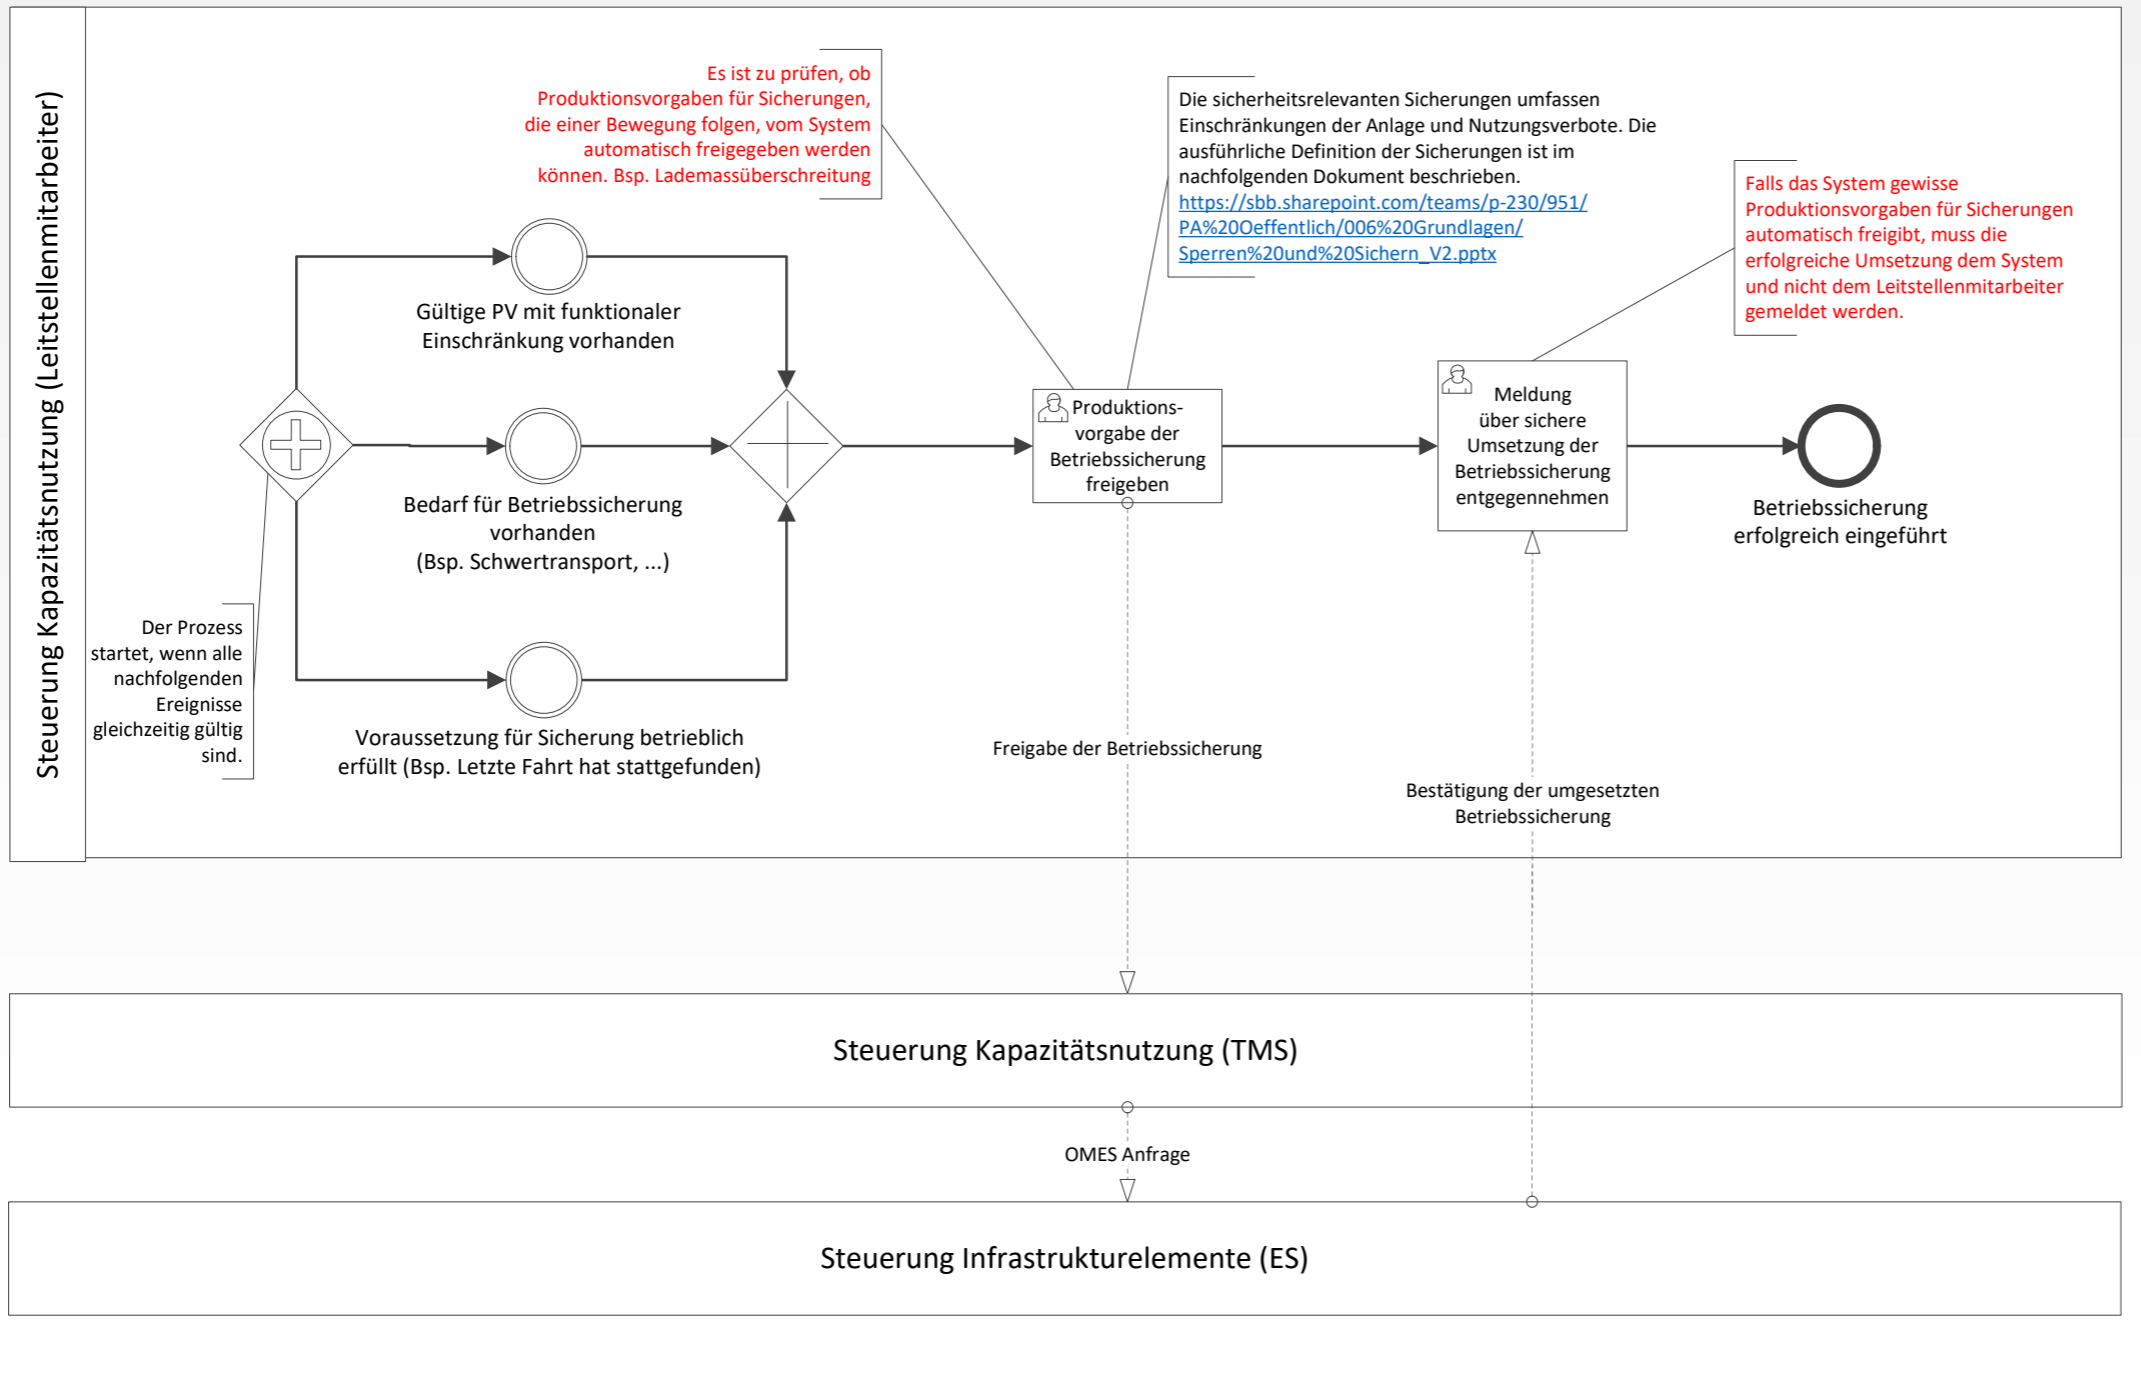 Steuerung Kapazitätsnutzung (Leitstellenmitarbeiter)
Es ist zu prüfen, ob
Produktionsvorgaben für Sicherungen,
die einer Bewegung folgen, vom System
automatisch freigegeben werden
können. Bsp. Lademassüberschreitung
Die sicherheitsrelevanten Sicherungen umfassen
Einschränkungen der Anlage und Nutzungsverbote. Die
ausführliche Definition der Sicherungen ist im
nachfolgenden Dokument beschrieben.
https://sbb.sharepoint.com/teams/p-230/951/
PA%20Oeffentlich/006%20Grundlagen/
Sperren%20und%20Sichern_V2.pptx
Falls das System gewisse
Produktionsvorgaben für Sicherungen
automatisch freigibt, muss die
erfolgreiche Umsetzung dem System
und nicht dem Leitstellenmitarbeiter
gemeldet werden.
Gültige PV mit funktionaler
Einschränkung vorhanden
Bedarf für Betriebssicherung
vorhanden
(Bsp. Schwertransport, ...)
Voraussetzung für Sicherung betrieblich
erfüllt (Bsp. Letzte Fahrt hat stattgefunden)
Der Prozess
startet, wenn alle
nachfolgenden
Ereignisse
gleichzeitig gültig
sind.
Produktions-
vorgabe der
Betriebssicherung
freigeben
Meldung
über sichere
Umsetzung der
Betriebssicherung
entgegennehmen
Betriebssicherung
erfolgreich eingeführt
Freigabe der Betriebssicherung
Bestätigung der umgesetzten
Betriebssicherung
Steuerung Kapazitätsnutzung (TMS)
OMES Anfrage
Steuerung Infrastrukturelemente (ES)